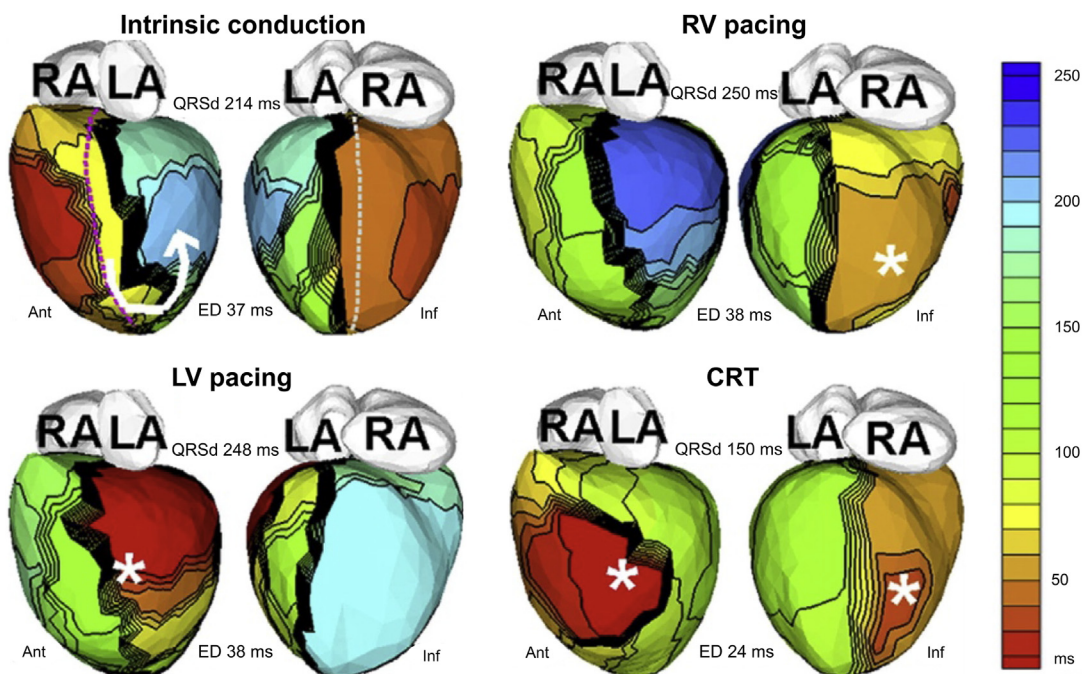 Intrinsic conduction
RA LA
QRSd 214 ms
LA RA
Ant
ED 37 ms
Inf
RV pacing
RA LA
QRSd 250 ms
LA RA
Ant
ED 38 ms
Inf
LV pacing
RA LA
QRSd 248 ms
LA RA
Ant
ED 38 ms
Inf
CRT
RA LA
QRSd 150 ms
LA RA
Ant
ED 24 ms
Inf
250
200
150
100
50
ms